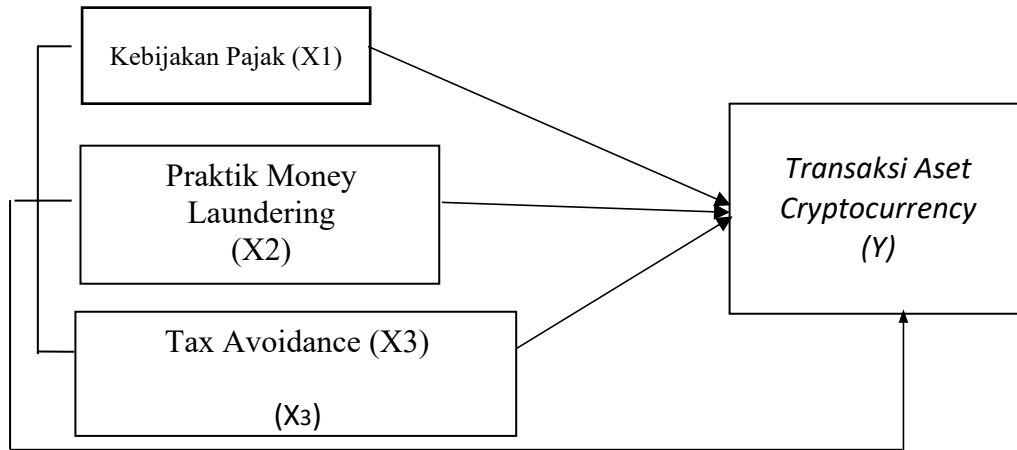 Kebijakan Pajak (X1)
Praktik Money
Laundering
(X2)
Tax Avoidance (X3)
(X3)
Transaksi Aset
Cryptocurrency
(Y)